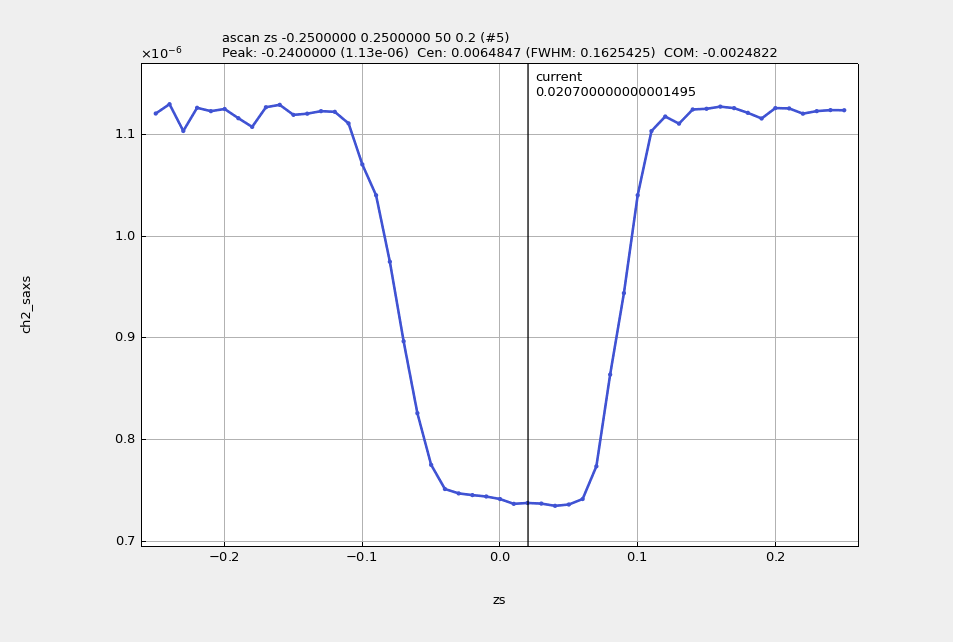 ascan zs -0.2500000 0.2500000 50 0.2 (#5)
×10⁻⁶
Peak: -0.2400000 (1.13e-06) Cen: 0.0064847 (FWHM: 0.1625425) COM: -0.0024822
current
0.020700000000001495
1.1
1.0
0.9
0.8
0.7
ch2_saxs
−0.2
−0.1
0.0
0.1
0.2
zs